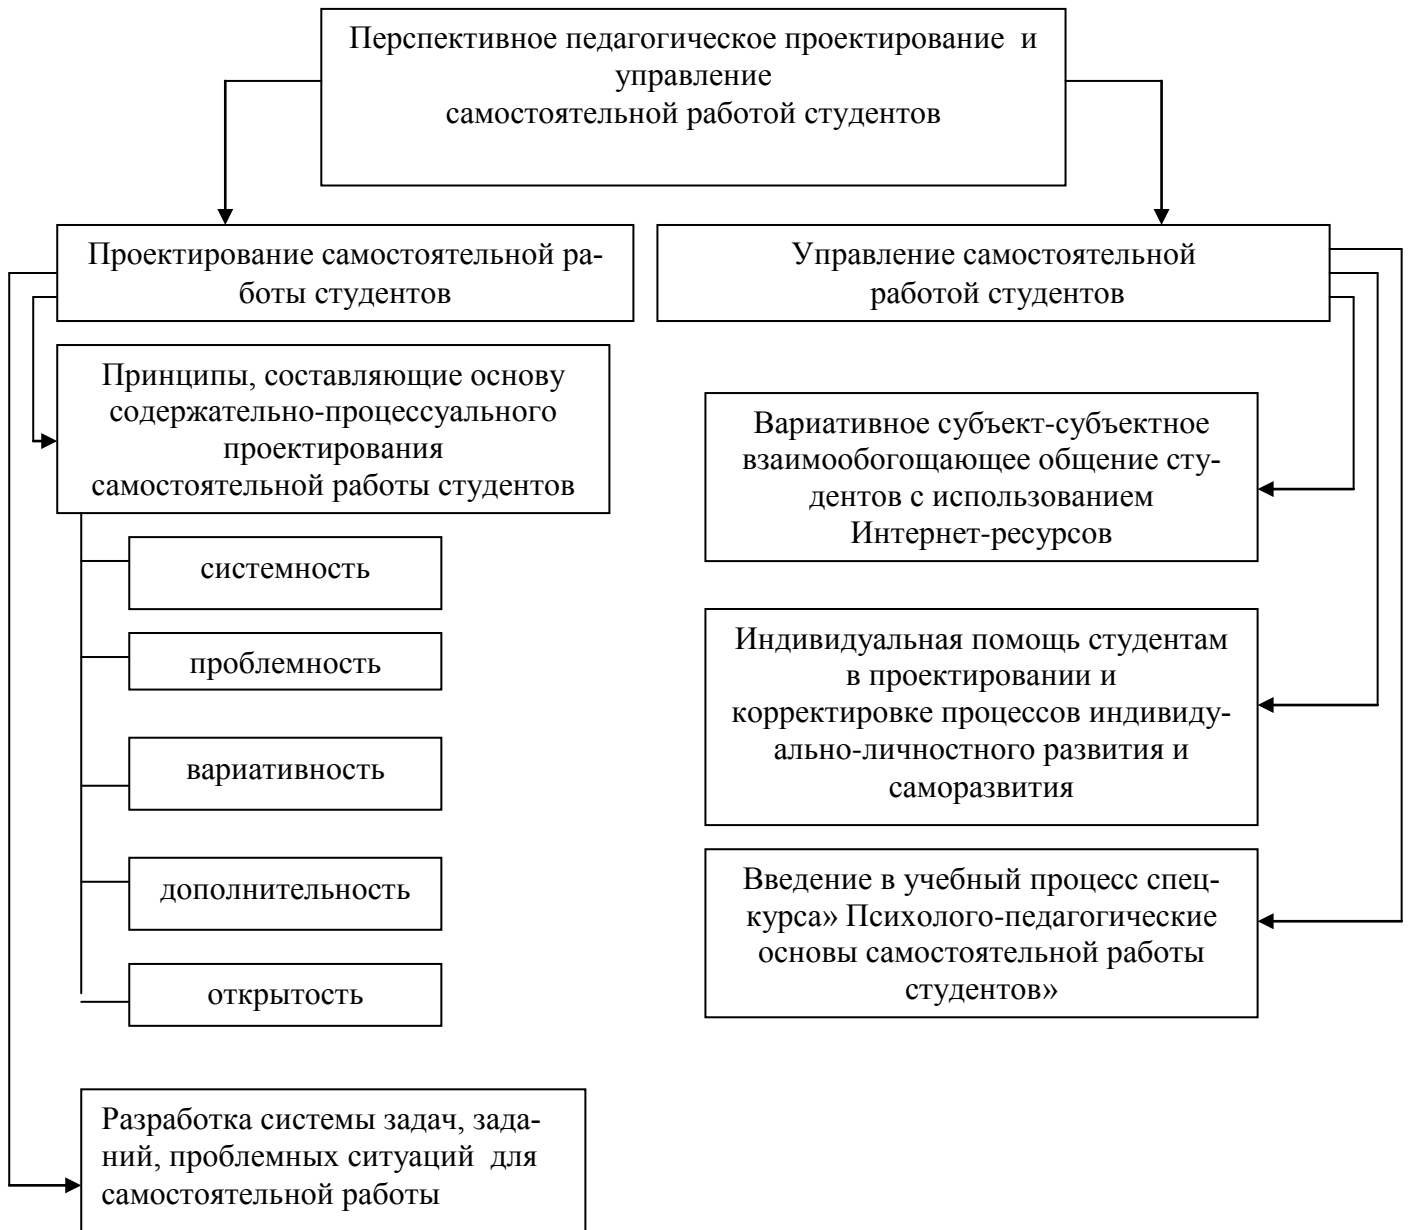 Перспективное педагогическое проектирование и
управление
самостоятельной работой студентов
Проектирование самостоятельной ра-
боты студентов
Управление самостоятельной
работой студентов
Принципы, составляющие основу
содержательно-процессуального
проектирования
самостоятельной работы студентов
системность
проблемность
вариативность
дополнительность
открытость
Разработка системы задач, зада-
ний, проблемных ситуаций для
самостоятельной работы
Вариативное субъект-субъектное
взаимообогощающее общение сту-
дентов с использованием
Интернет-ресурсов
Индивидуальная помощь студентам
в проектировании и
корректировке процессов индивиду-
ально-личностного развития и
саморазвития
Введение в учебный процесс спец-
курса» Психолого-педагогические
основы самостоятельной работы
студентов»